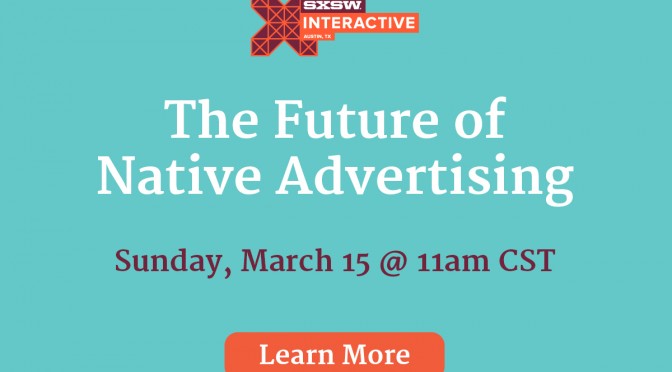 SXSW.
INTERACTIVE
AUSTIN, TX
The Future of
Native Advertising
Sunday, March 15 @ 11am CST
Learn More